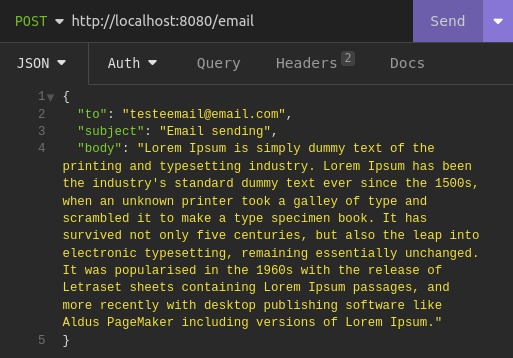 POST http://localhost:8080/email Send
JSON Auth Query Headers 2 Docs
1 {
2 "to": "testeemail@email.com",
3 "subject": "Email sending",
4 "body": "Lorem Ipsum is simply dummy text of the
printing and typesetting industry. Lorem Ipsum has been
the industry's standard dummy text ever since the 1500s,
when an unknown printer took a galley of type and
scrambled it to make a type specimen book. It has
survived not only five centuries, but also the leap into
electronic typesetting, remaining essentially unchanged.
It was popularised in the 1960s with the release of
Letraset sheets containing Lorem Ipsum passages, and
more recently with desktop publishing software like
Aldus PageMaker including versions of Lorem Ipsum."
5 }